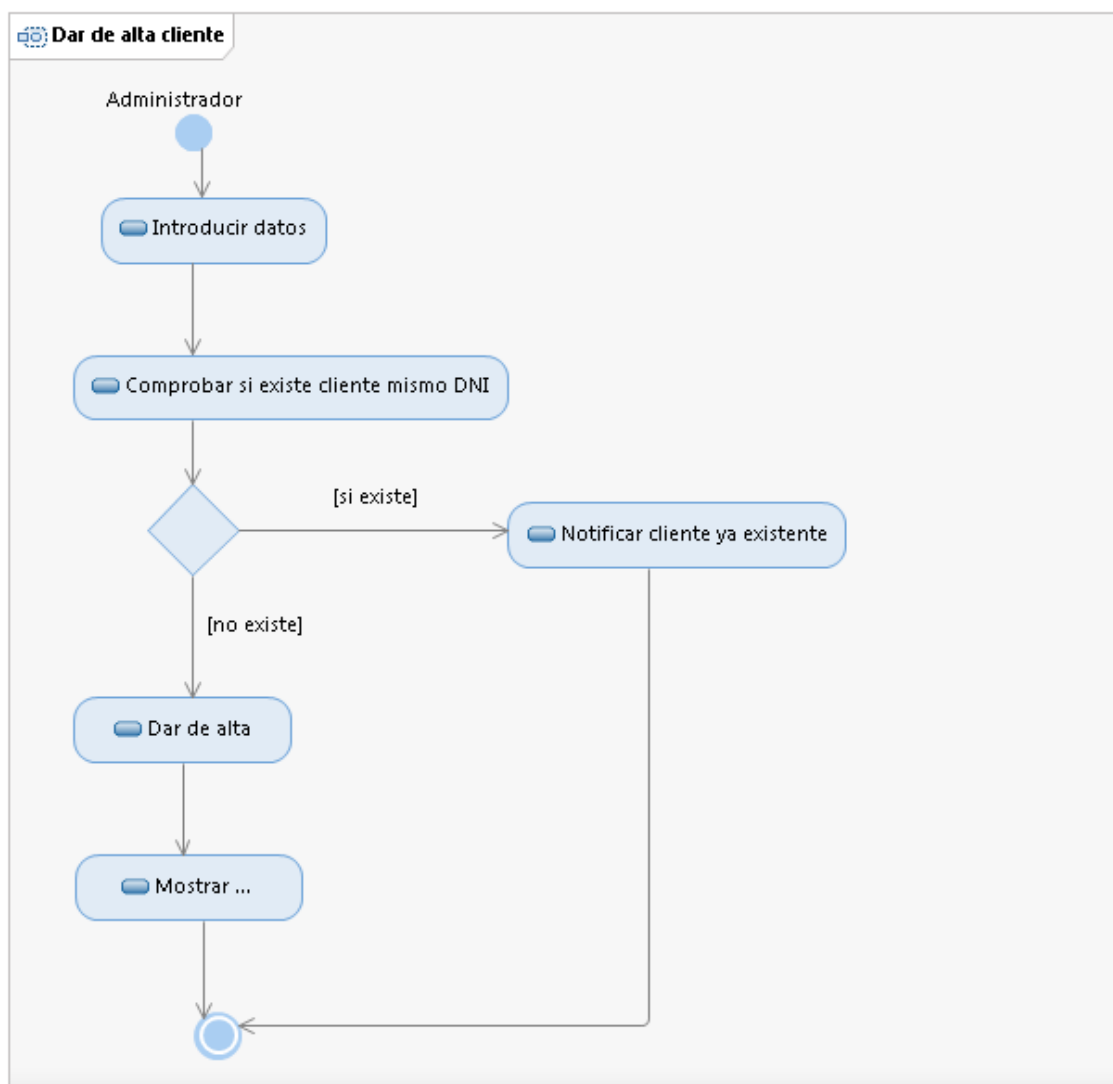 Dar de alta cliente
Administrador
Introducir datos
Comprobar si existe cliente mismo DNI
[si existe]
Notificar cliente ya existente
[no existe]
Dar de alta
Mostrar ...